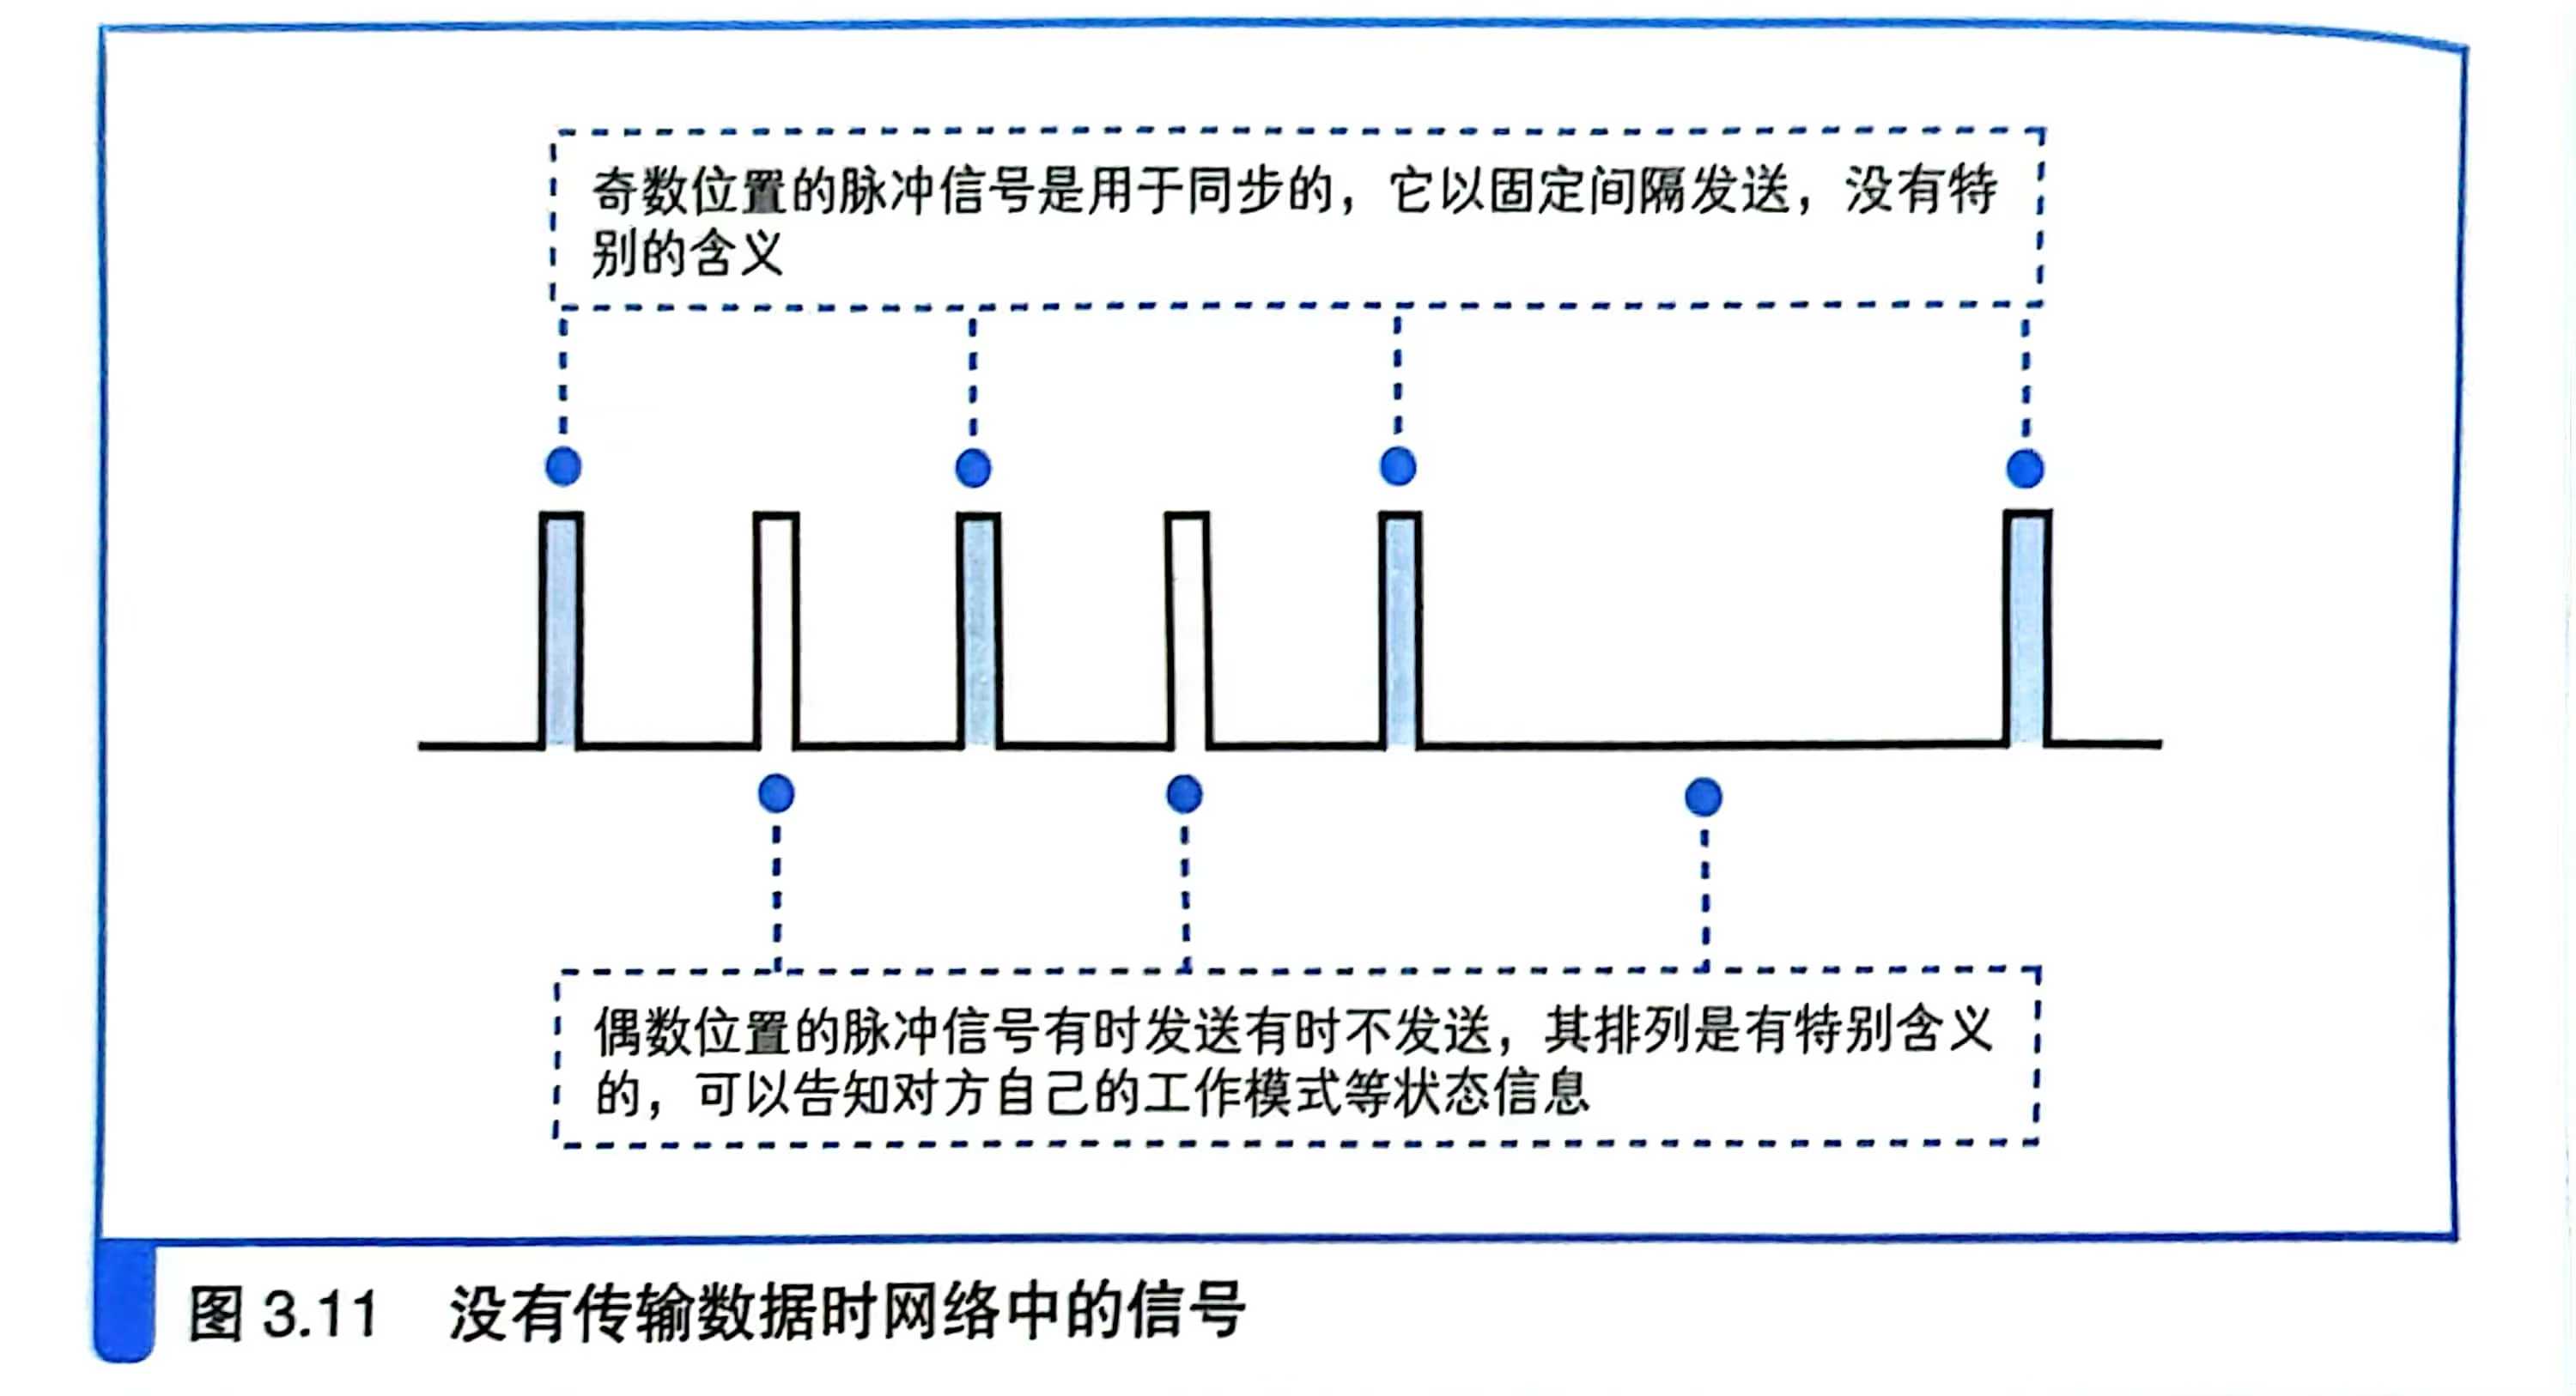 奇数位置的脉冲信号是用于同步的，它以固定间隔发送，没有特
别的含义
偶数位置的脉冲信号有时发送有时不发送，其排列是有特别含义
的，可以告知对方自己的工作模式等状态信息
图 3.11 没有传输数据时网络中的信号